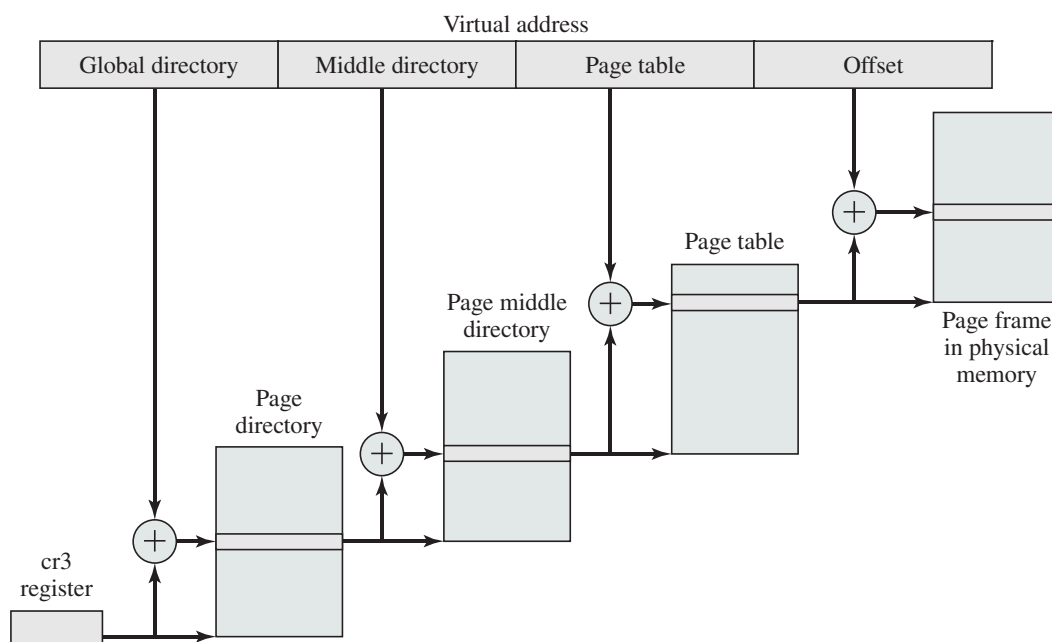 Virtual address
Global directory
Middle directory
Page table
Offset
+
Page table
+
Page middle
directory
Page frame
in physical
memory
Page
directory
+
+
cr3
register